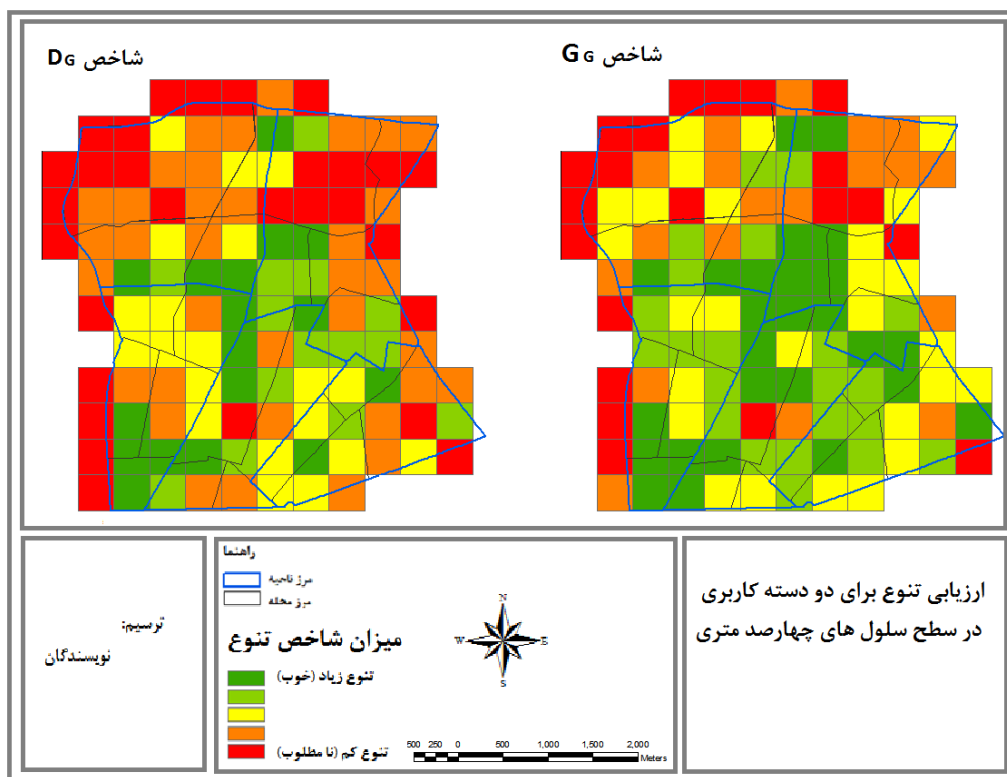 شاخص DG
شاخص GG
راهنما
مرز ناحیه
مرز محله
میزان شاخص تنوع
تنوع زیاد (خوب)
تنوع کم (نا مطلوب)
N
W
E
S
500 250 0 500 1,000 1,500 2,000
Meters
ارزیابی تنوع برای دو دسته کاربری
در سطح سلول های چهارصد متری
ترسیم:
نویسندگان